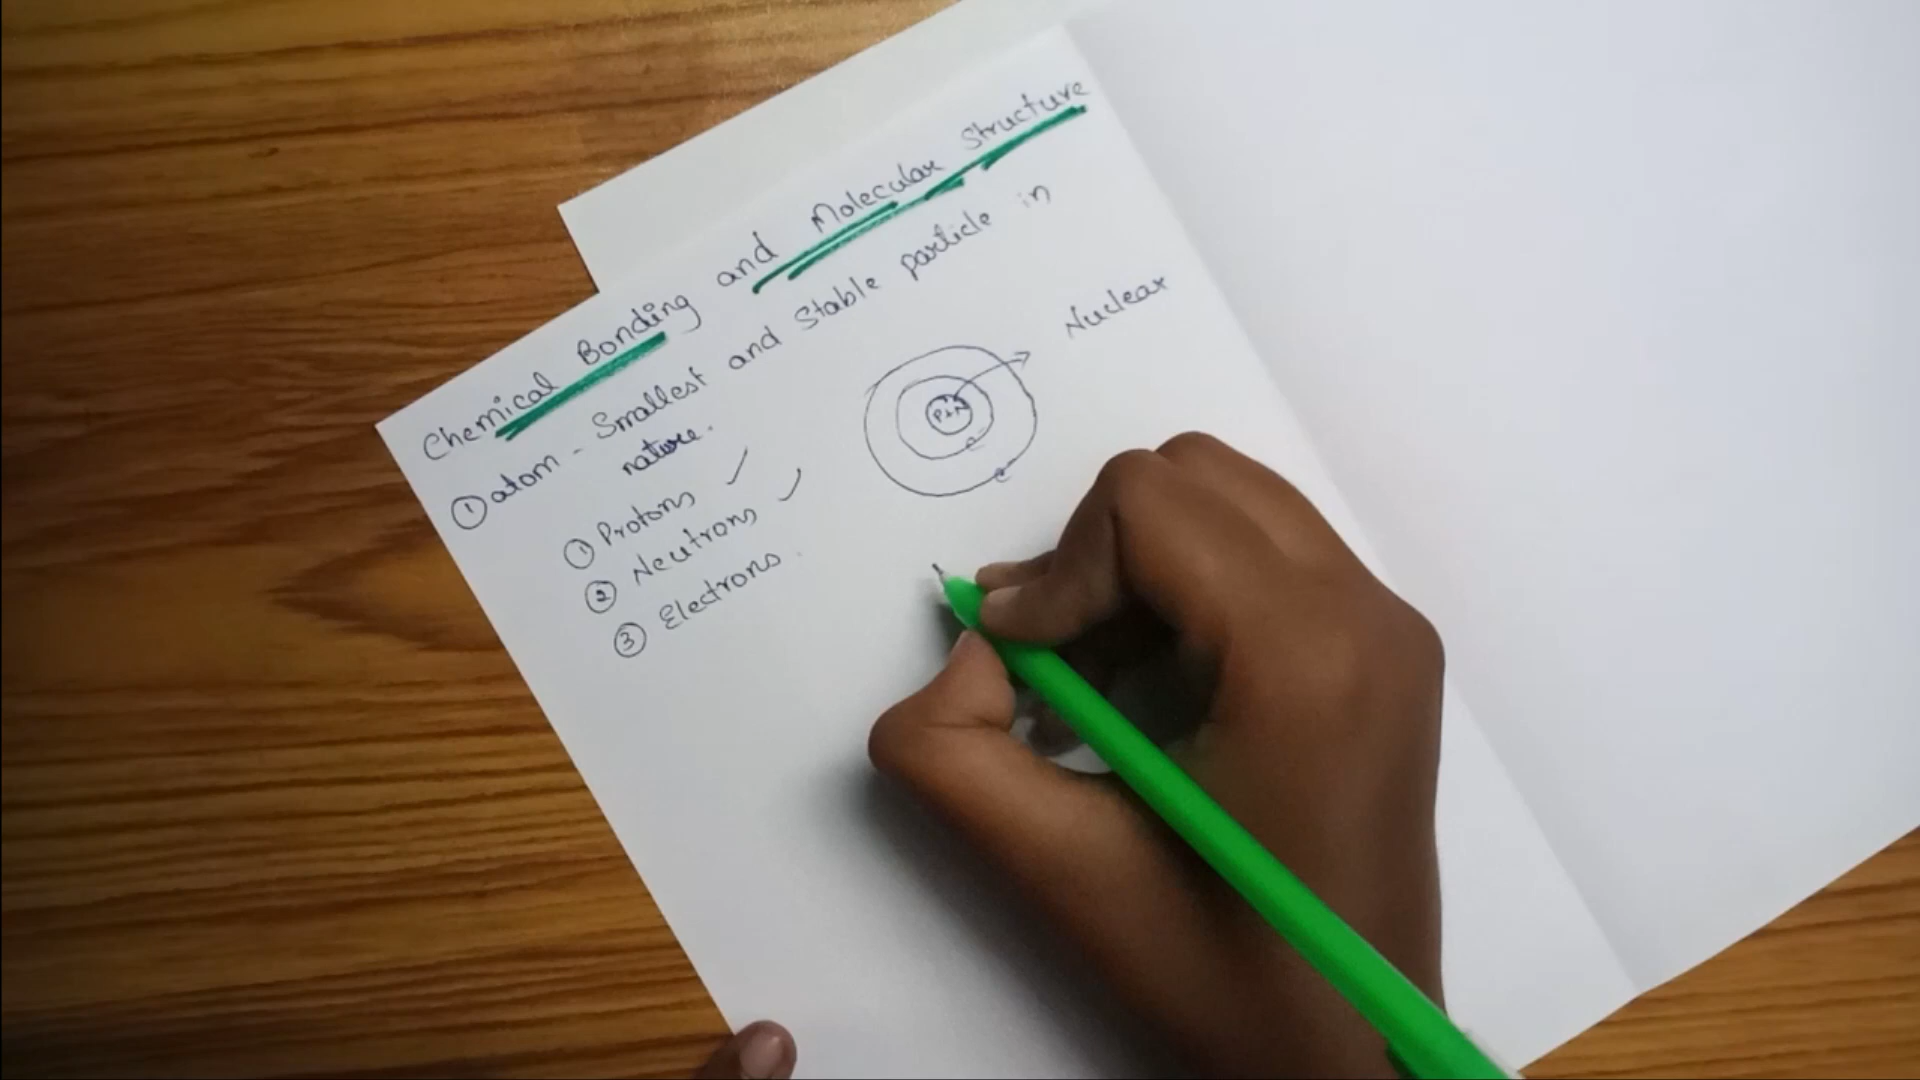 Chemical Bonding and Molecular Structure
① atom - Smallest and Stable particle in
nature.
① Protons ✓
② Neutrons ✓
③ Electrons.
P+N
e-
e
Nuclear